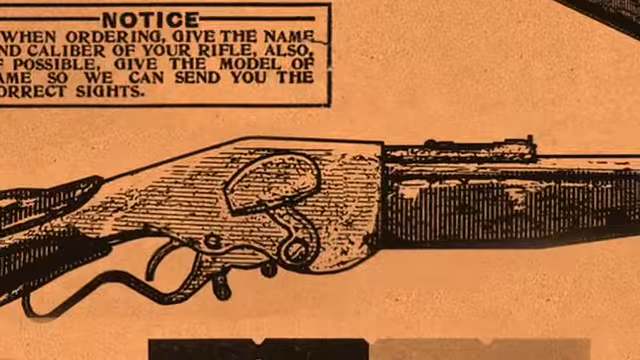 NOTICE
WHEN ORDERING, GIVE THE NAME
ND CALIBER OF YOUR RIFLE, ALSO,
F POSSIBLE, GIVE THE MODEL OF
AME SO WE CAN SEND YOU THE
ORRECT SIGHTS.